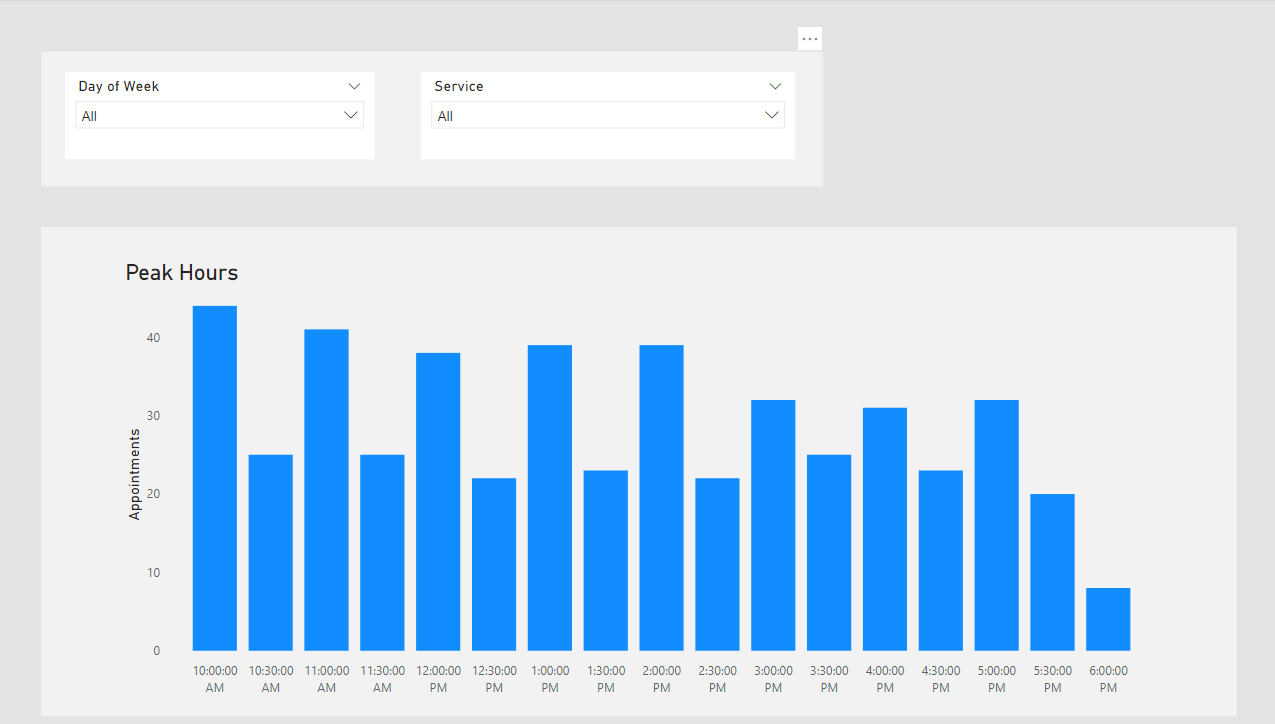 Day of Week
Service
All
All
Peak Hours
Appointments
40
30
20
10
0
10:00:00 10:30:00 11:00:00 11:30:00 12:00:00 12:30:00 1:00:00 1:30:00 2:00:00 2:30:00 3:00:00 3:30:00 4:00:00 4:30:00 5:00:00 5:30:00 6:00:00
AM AM AM AM PM PM PM PM PM PM PM PM PM PM PM PM PM